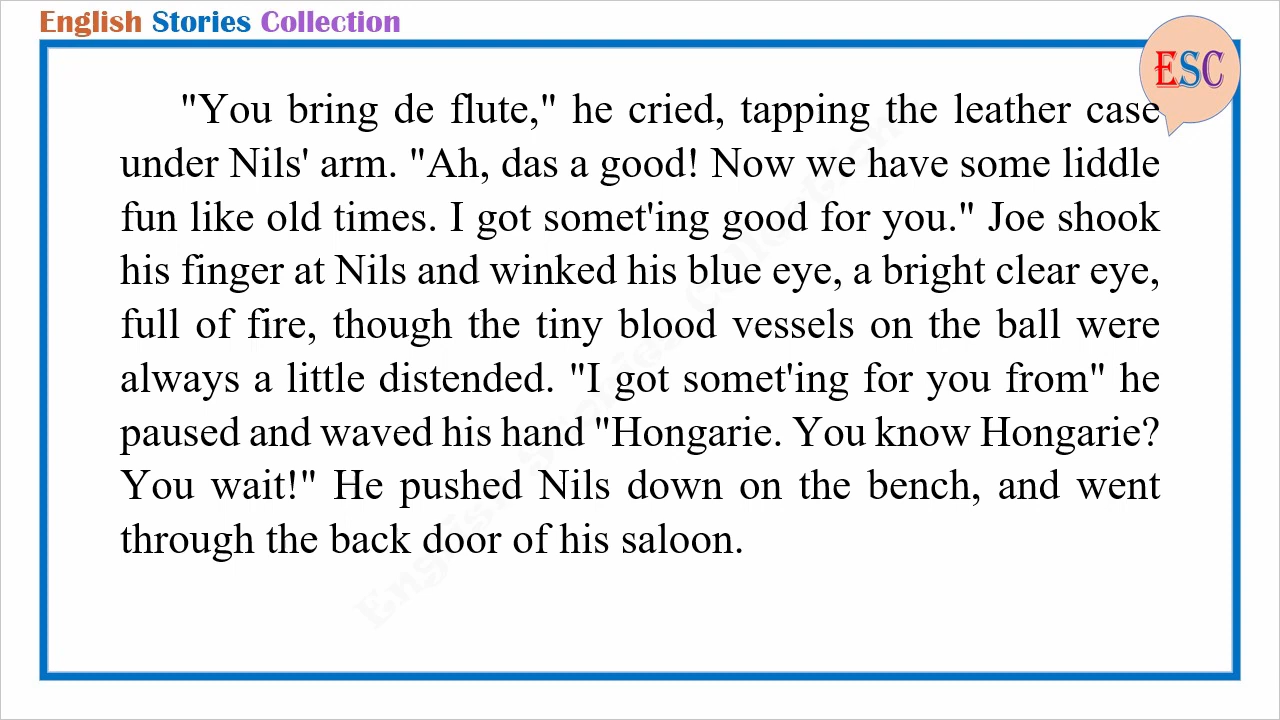 English Stories Collection
ESC
"You bring de flute," he cried, tapping the leather case
under Nils' arm. "Ah, das a good! Now we have some liddle
fun like old times. I got somet'ing good for you." Joe shook
his finger at Nils and winked his blue eye, a bright clear eye,
full of fire, though the tiny blood vessels on the ball were
always a little distended. "I got somet'ing for you from" he
paused and waved his hand "Hongarie. You know Hongarie?
You wait!" He pushed Nils down on the bench, and went
through the back door of his saloon.
English Stories Collection